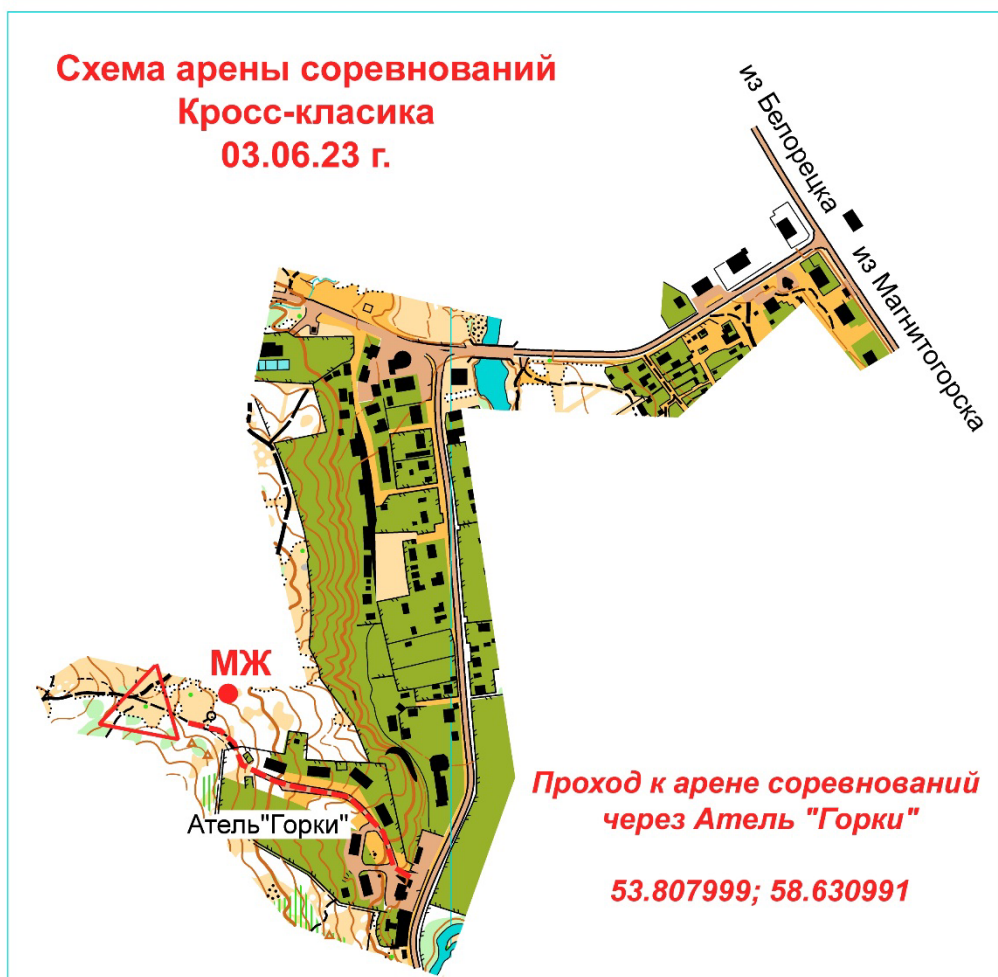 Схема арены соревнований
Кросс-класика
03.06.23 г.
из Белорецка
из Магнитогорска
МЖ
Атель"Горки"
Проход к арене соревнований
через Атель "Горки"
53.807999; 58.630991